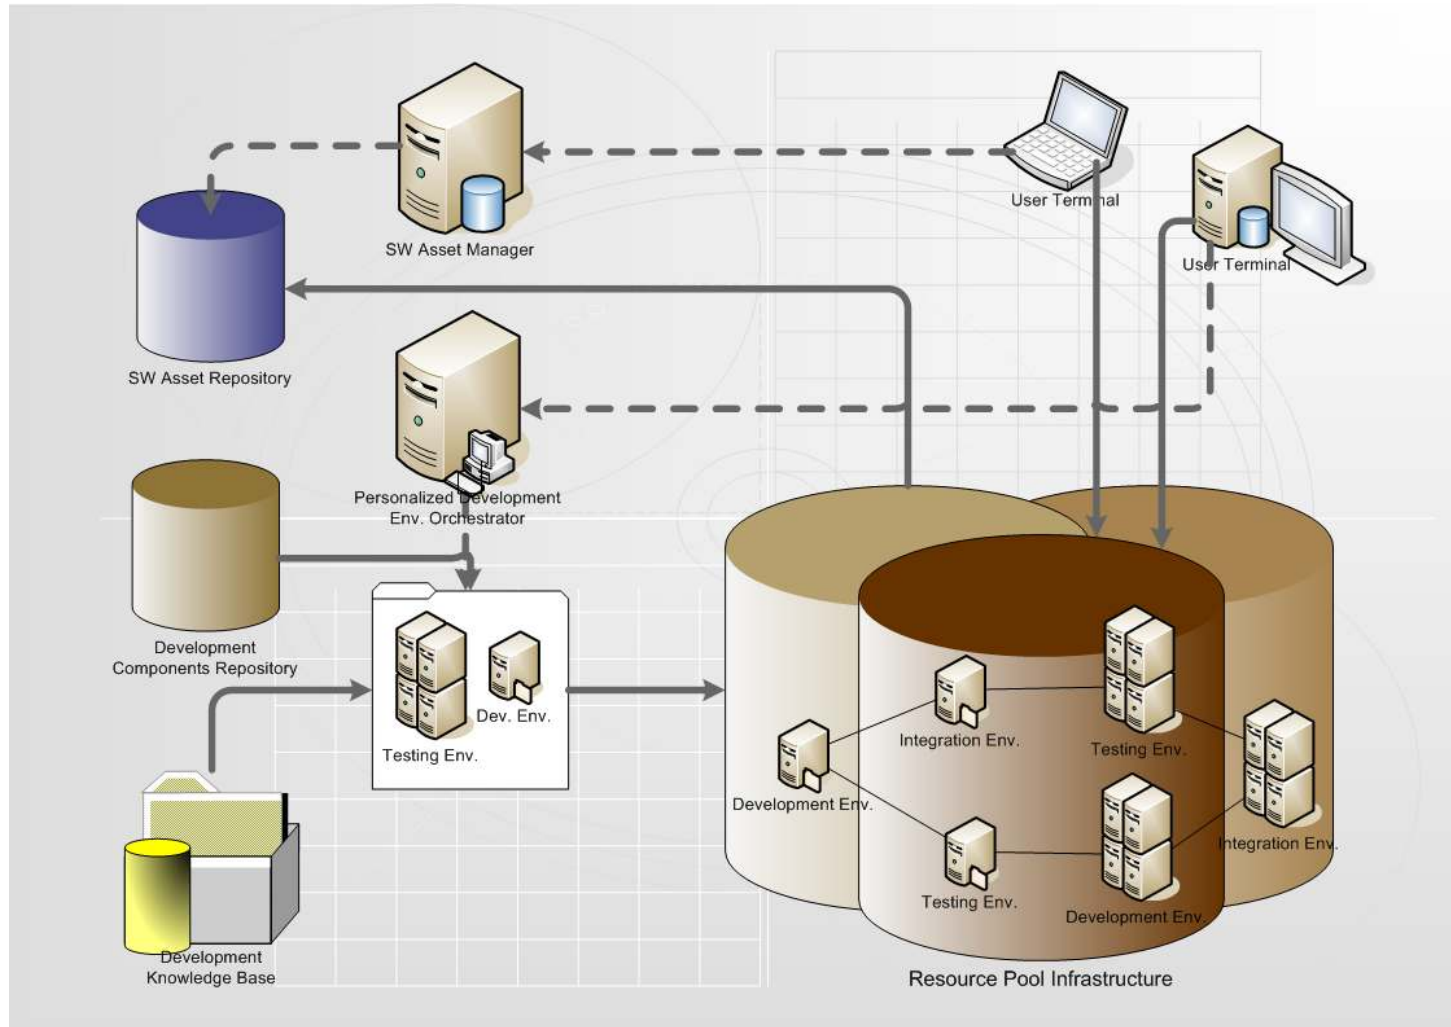 User Terminal
SW Asset Manager
User Terminal
SW Asset Repository
Personalized Development
Env. Orchestrator
Development
Components Repository
Dev. Env.
Testing Env.
Integration Env.
Testing Env.
Development Env.
Integration Env.
Testing Env.
Development Env.
Development
Knowledge Base
Resource Pool Infrastructure